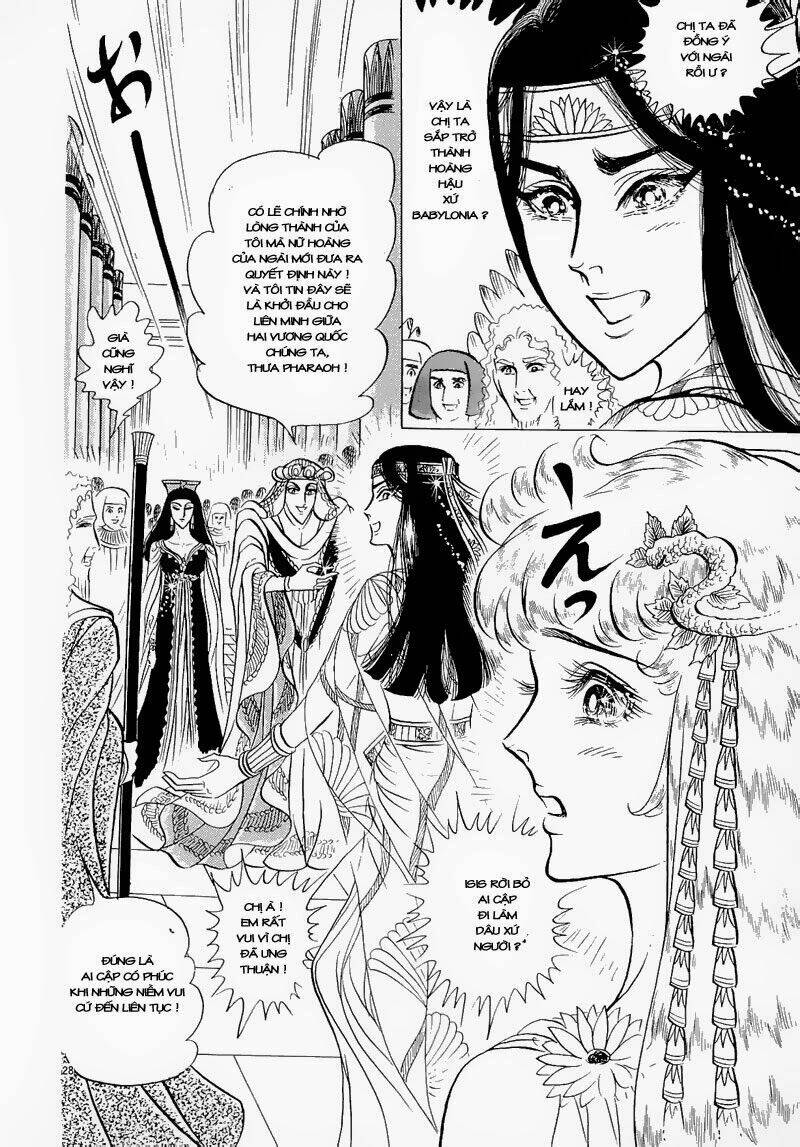 CHỊ TA ĐÃ
ĐỒNG Ý
VỚI NGÀI
RỒI Ư ?
VẬY LÀ
CHỊ TA
SẮP TRỞ
THÀNH
HOÀNG
HẬU
XỨ
BABYLONIA ?
HAY
LẮM !
お
CÓ LẼ CHÍNH NHỜ
LÒNG THÀNH CỦA
TÔI MÀ NỮ HOÀNG
CỦA NGÀI MỚI ĐƯA RA
QUYẾT ĐỊNH NÀY !
VÀ TÔI TIN ĐÂY SẼ
LÀ KHỞI ĐẦU CHO
LIÊN MINH GIỮA
HAI VƯƠNG QUỐC
CHÚNG TA,
THƯA PHARAOH !
GIÀ
CŨNG
NGHĨ
VẬY !
えっ
ISIS RỜI BỎ
AI CẬP
ĐI LÀM
DÂU XỨ
NGƯỜI ?
CHỊ À !
EM RẤT
VUI VÌ CHỊ
ĐÃ ƯNG
THUẬN !
ĐÚNG LÀ
AI CẬP CÓ PHÚC
KHI NHỮNG NIỀM VUI
CỨ ĐẾN LIÊN TỤC !
28